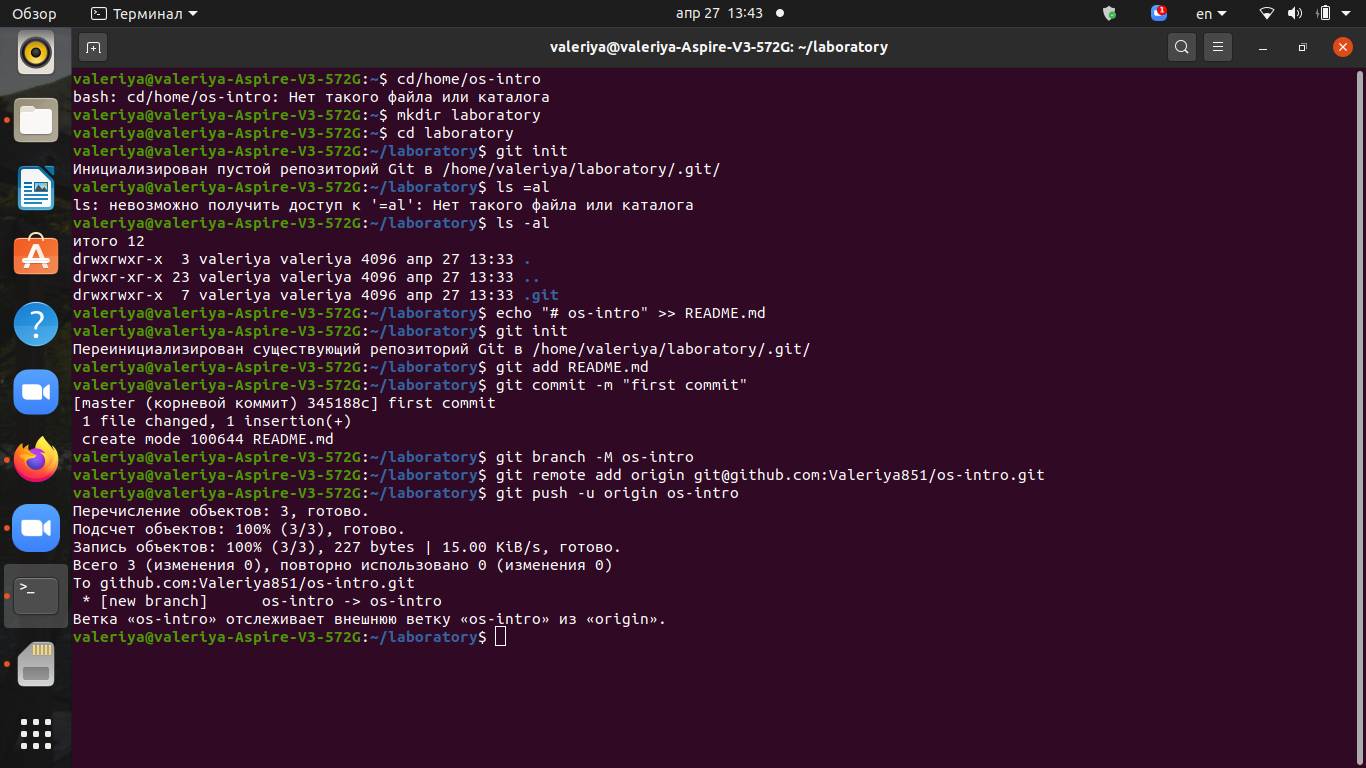 Обзор
Терминал
апр 27 13:43
1
en
valeriya@valeriya-Aspire-V3-572G: ~/laboratory
valeriya@valeriya-Aspire-V3-572G:~$ cd/home/os-intro
bash: cd/home/os-intro: Нет такого файла или каталога
valeriya@valeriya-Aspire-V3-572G:~$ mkdir laboratory
valeriya@valeriya-Aspire-V3-572G:~$ cd laboratory
valeriya@valeriya-Aspire-V3-572G:~/laboratory$ git init
Инициализирован пустой репозиторий Git в /home/valeriya/laboratory/.git/
valeriya@valeriya-Aspire-V3-572G:~/laboratory$ ls =al
ls: невозможно получить доступ к '=al': Нет такого файла или каталога
valeriya@valeriya-Aspire-V3-572G:~/laboratory$ ls -al
итого 12
drwxrwxr-x  3 valeriya valeriya 4096 апр 27 13:33 .
drwxr-xr-x 23 valeriya valeriya 4096 апр 27 13:33 ..
drwxrwxr-x  7 valeriya valeriya 4096 апр 27 13:33 .git
valeriya@valeriya-Aspire-V3-572G:~/laboratory$ echo "# os-intro" >> README.md
valeriya@valeriya-Aspire-V3-572G:~/laboratory$ git init
Переинициализирован существующий репозиторий Git в /home/valeriya/laboratory/.git/
valeriya@valeriya-Aspire-V3-572G:~/laboratory$ git add README.md
valeriya@valeriya-Aspire-V3-572G:~/laboratory$ git commit -m "first commit"
[master (корневой коммит) 345188c] first commit
 1 file changed, 1 insertion(+)
 create mode 100644 README.md
valeriya@valeriya-Aspire-V3-572G:~/laboratory$ git branch -M os-intro
valeriya@valeriya-Aspire-V3-572G:~/laboratory$ git remote add origin git@github.com:Valeriya851/os-intro.git
valeriya@valeriya-Aspire-V3-572G:~/laboratory$ git push -u origin os-intro
Перечисление объектов: 3, готово.
Подсчет объектов: 100% (3/3), готово.
Запись объектов: 100% (3/3), 227 bytes | 15.00 KiB/s, готово.
Всего 3 (изменения 0), повторно использовано 0 (изменения 0)
To github.com:Valeriya851/os-intro.git
 * [new branch]      os-intro -> os-intro
Ветка «os-intro» отслеживает внешнюю ветку «os-intro» из «origin».
valeriya@valeriya-Aspire-V3-572G:~/laboratory$